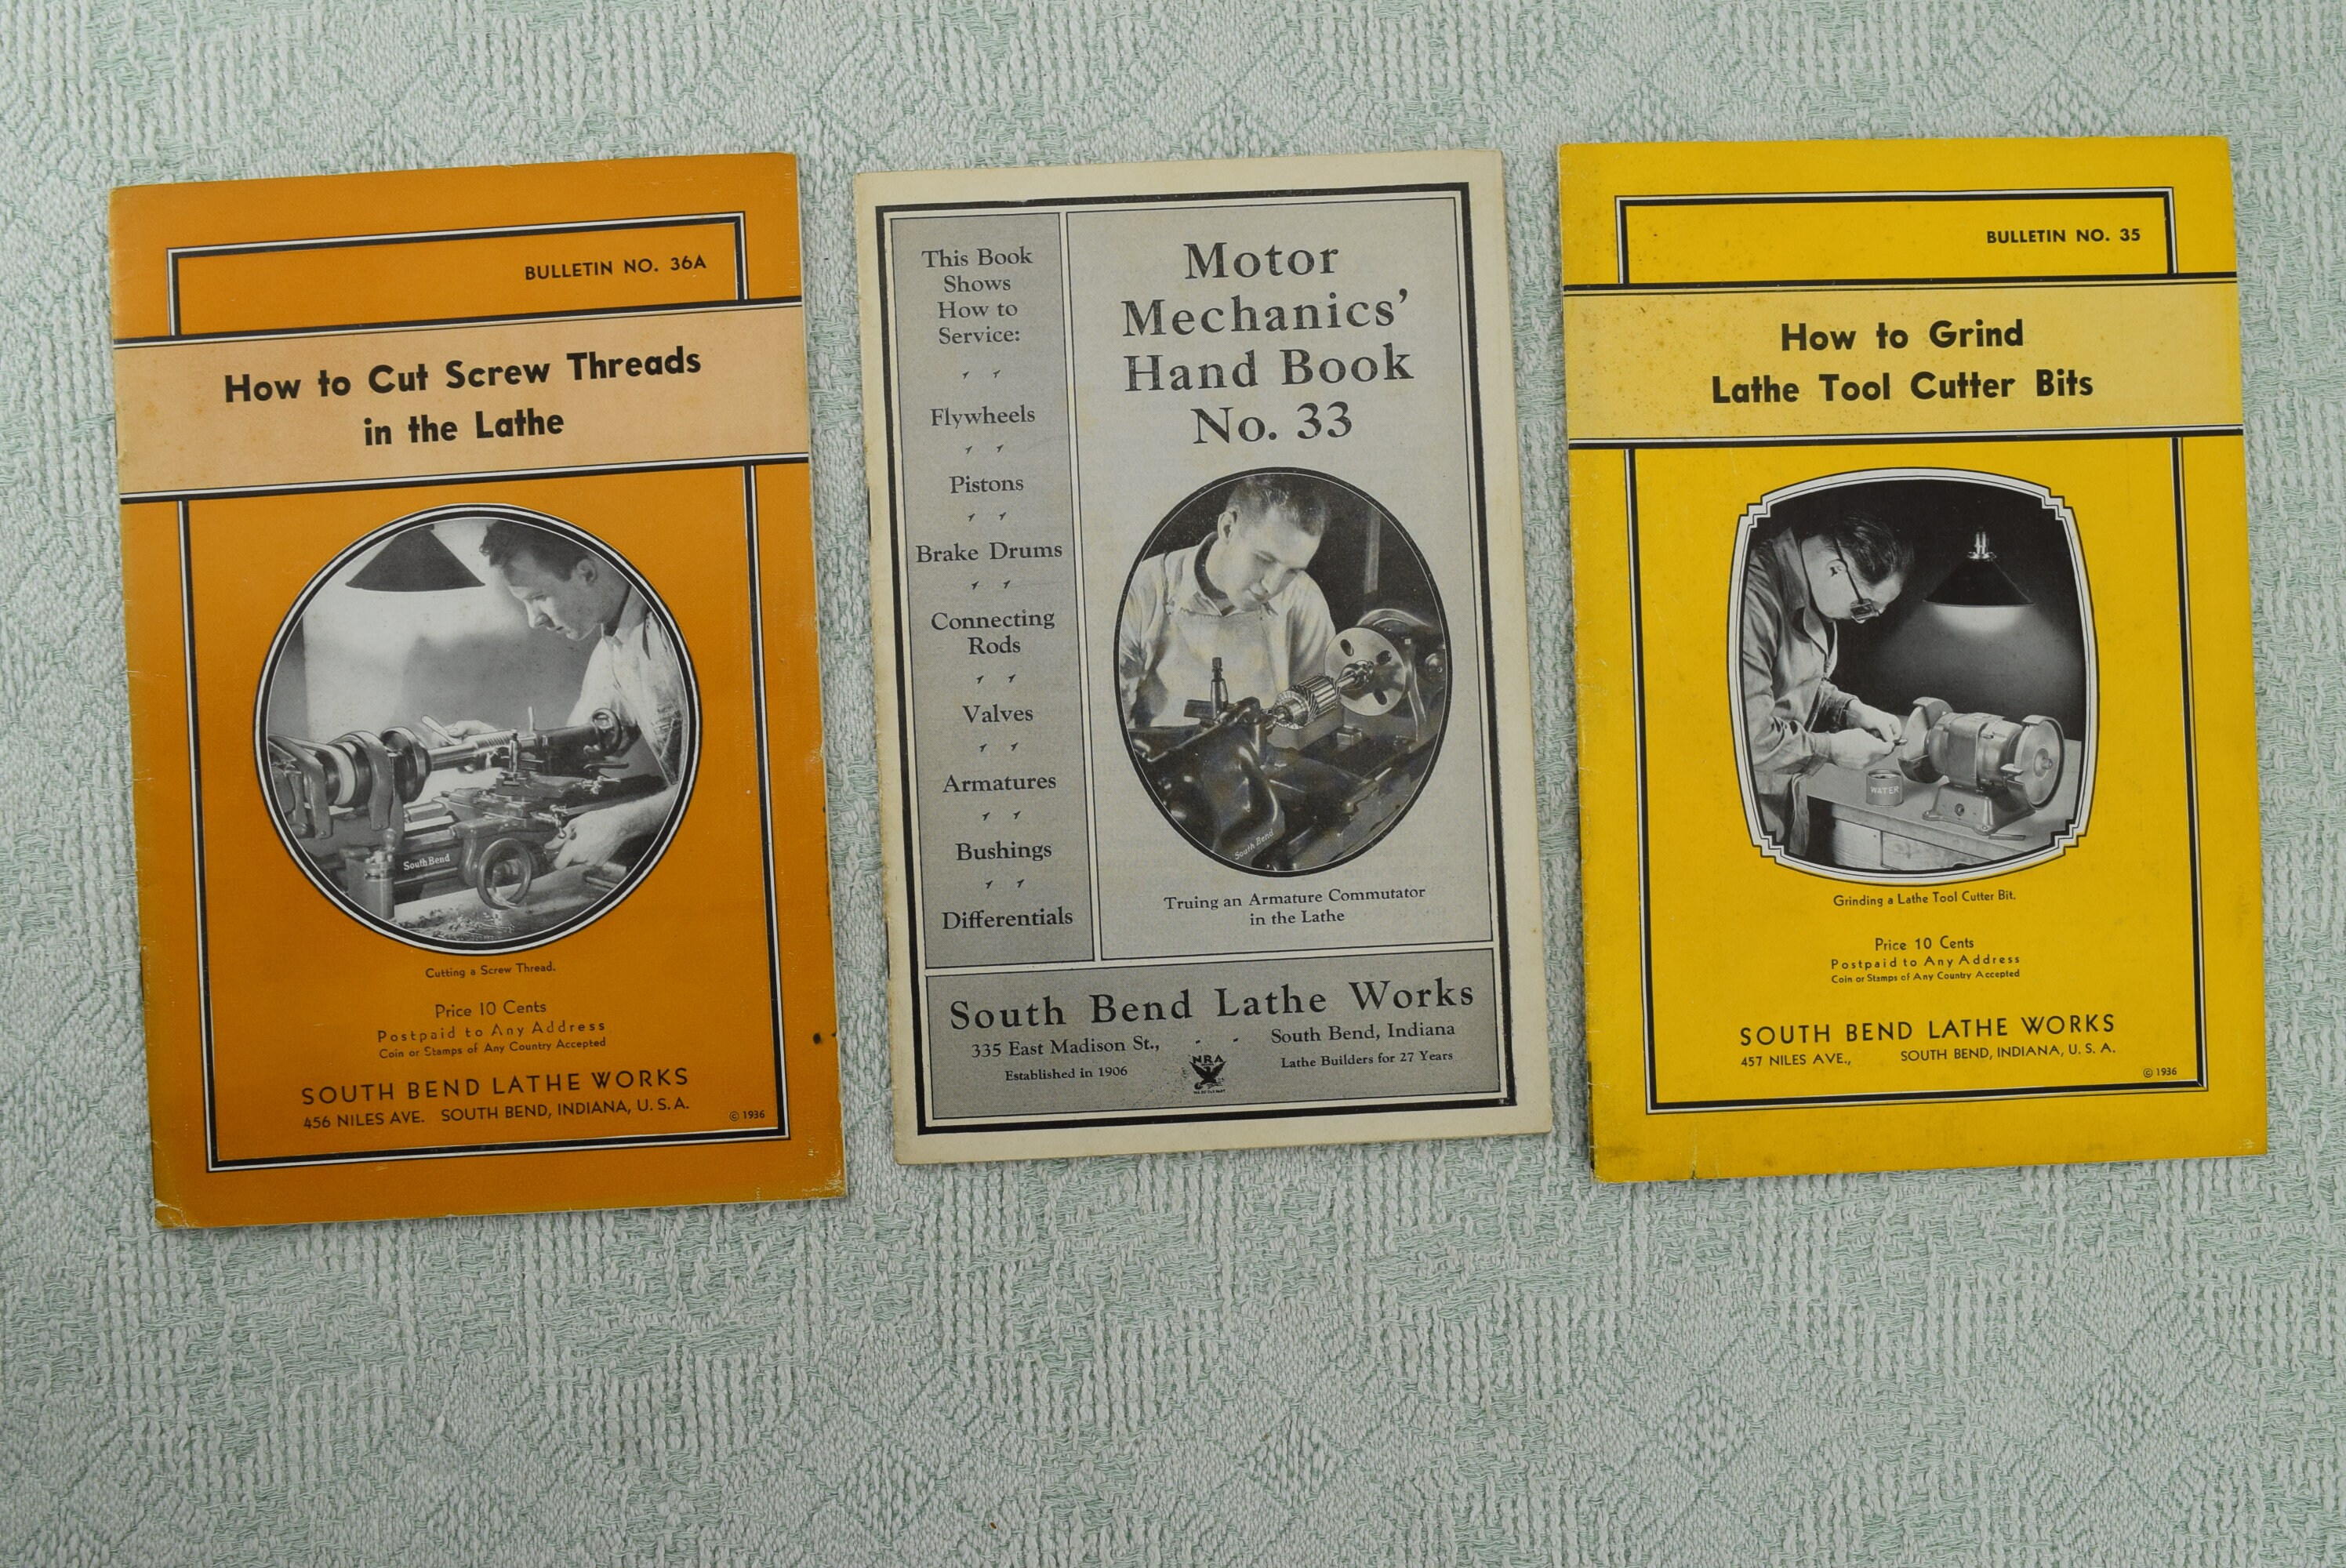 BULLETIN NO. 36A
How to Cut Screw Threads
in the Lathe
South Bend
Cutting a Screw Thread.
Price 10 Cents
Postpaid to Any Address
Coin or Stamps of Any Country Accepted
SOUTH BEND LATHE WORKS
456 NILES AVE. SOUTH BEND, INDIANA, U. S. A.
© 1936
This Book
Shows
How to
Service:
Flywheels
Pistons
Brake Drums
Connecting
Rods
Valves
Armatures
Bushings
Differentials
Motor
Mechanics'
Hand Book
No. 33
South Bend
Truing an Armature Commutator
in the Lathe
South Bend Lathe Works
335 East Madison St., - - South Bend, Indiana
Established in 1906
NRA
Lathe Builders for 27 Years
BULLETIN NO. 35
How to Grind
Lathe Tool Cutter Bits
WATER
Grinding a Lathe Tool Cutter Bit.
Price 10 Cents
Postpaid to Any Address
Coin or Stamps of Any Country Accepted
SOUTH BEND LATHE WORKS
457 NILES AVE., SOUTH BEND, INDIANA, U. S. A.
© 1936